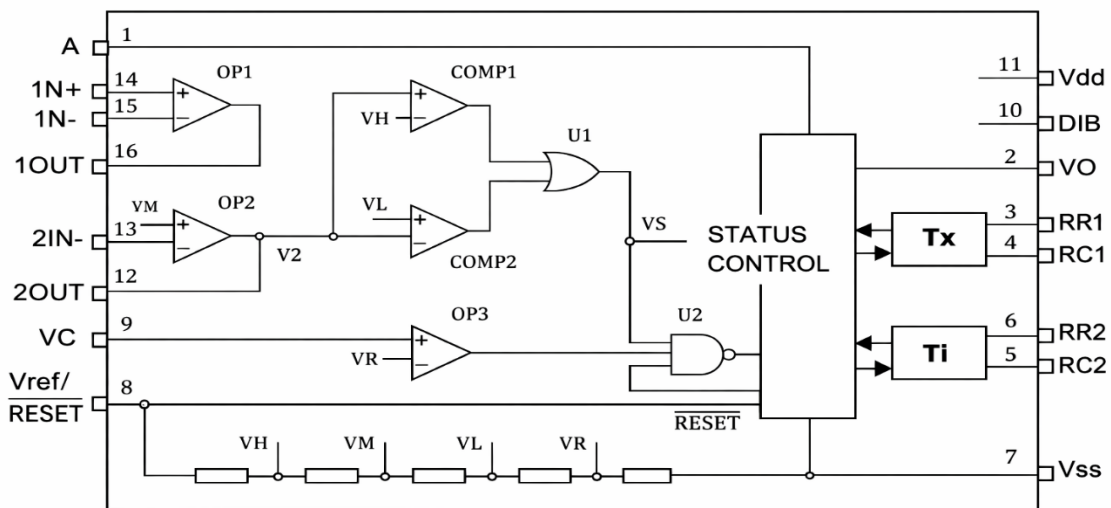 A
1
1N+
14
1N-
15
1OUT
16
OP1
+
−
VM
13
2IN-
OP2
+
−
12
2OUT
V2
VC
9
Vref/
RESET
8
COMP1
+
−
VH
VL
+
−
COMP2
OP3
+
−
VR
U1
VS
U2
RESET
STATUS
CONTROL
Tx
Ti
11
Vdd
10
DIB
2
VO
3
RR1
4
RC1
6
RR2
5
RC2
7
Vss
VH
VM
VL
VR